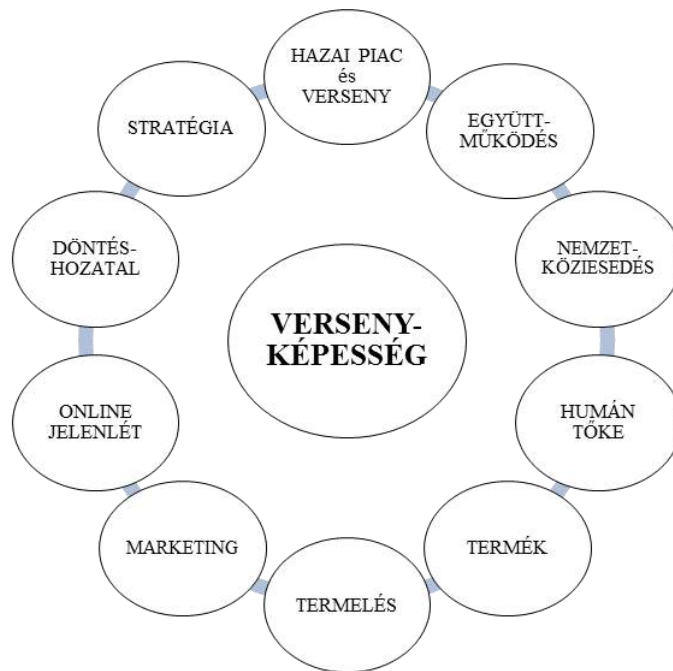 HAZAI PIAC
és
VERSENY
EGYÜTT-
MŰKÖDÉS
NEMZET-
KÖZIESEDÉS
HUMÁN
TŐKE
TERMÉK
TERMELÉS
MARKETING
ONLINE
JELENLÉT
DÖNTÉS-
HOZATAL
STRATÉGIA
VERSENY-
KÉPESSÉG